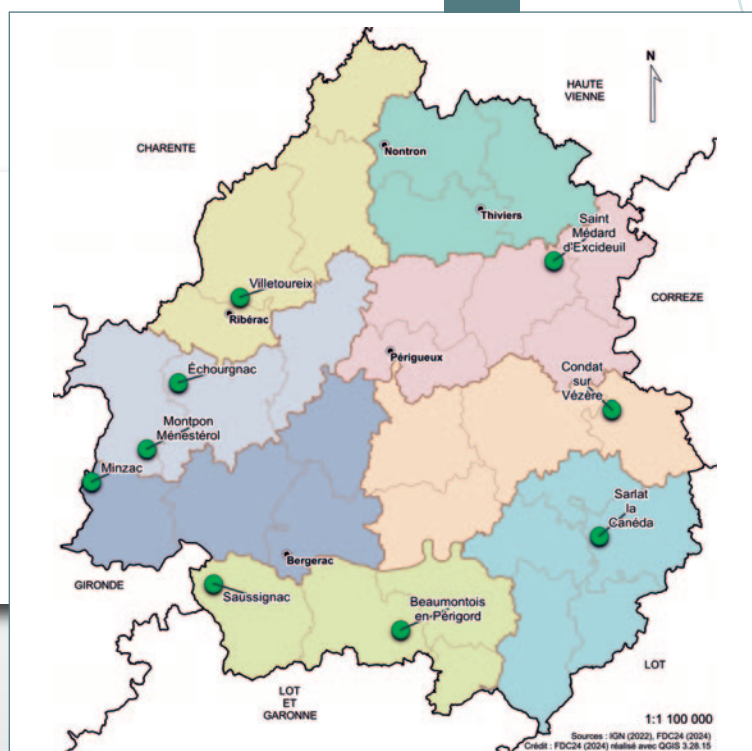 N
HAUTE
VIENNE
CHARENTE
Nontron
Thiviers
Saint
Médard
d'Excideuil
Villetoureix
CORREZE
Ribérac
Périgueux
Échourgnac
Condat
sur
Vézère
Montpon
Ménestérol
Minzac
Sarlat
la
Canéda
Bergerac
GIRONDE
Saussignac
Beaumontois
en-Périgord
LOT
LOT
ET
GARONNE
1:1 100 000
Sources : IGN (2022), FDC24 (2024)
Crédit : FDC24 (2024) réalisé avec QGIS 3.28.15